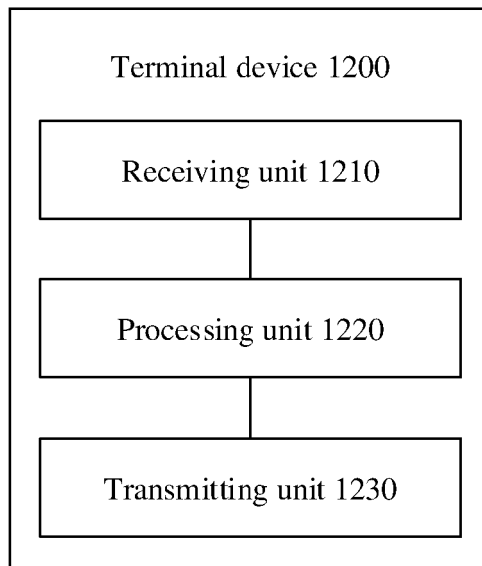 Terminal device 1200
Receiving unit 1210
Processing unit 1220
Transmitting unit 1230